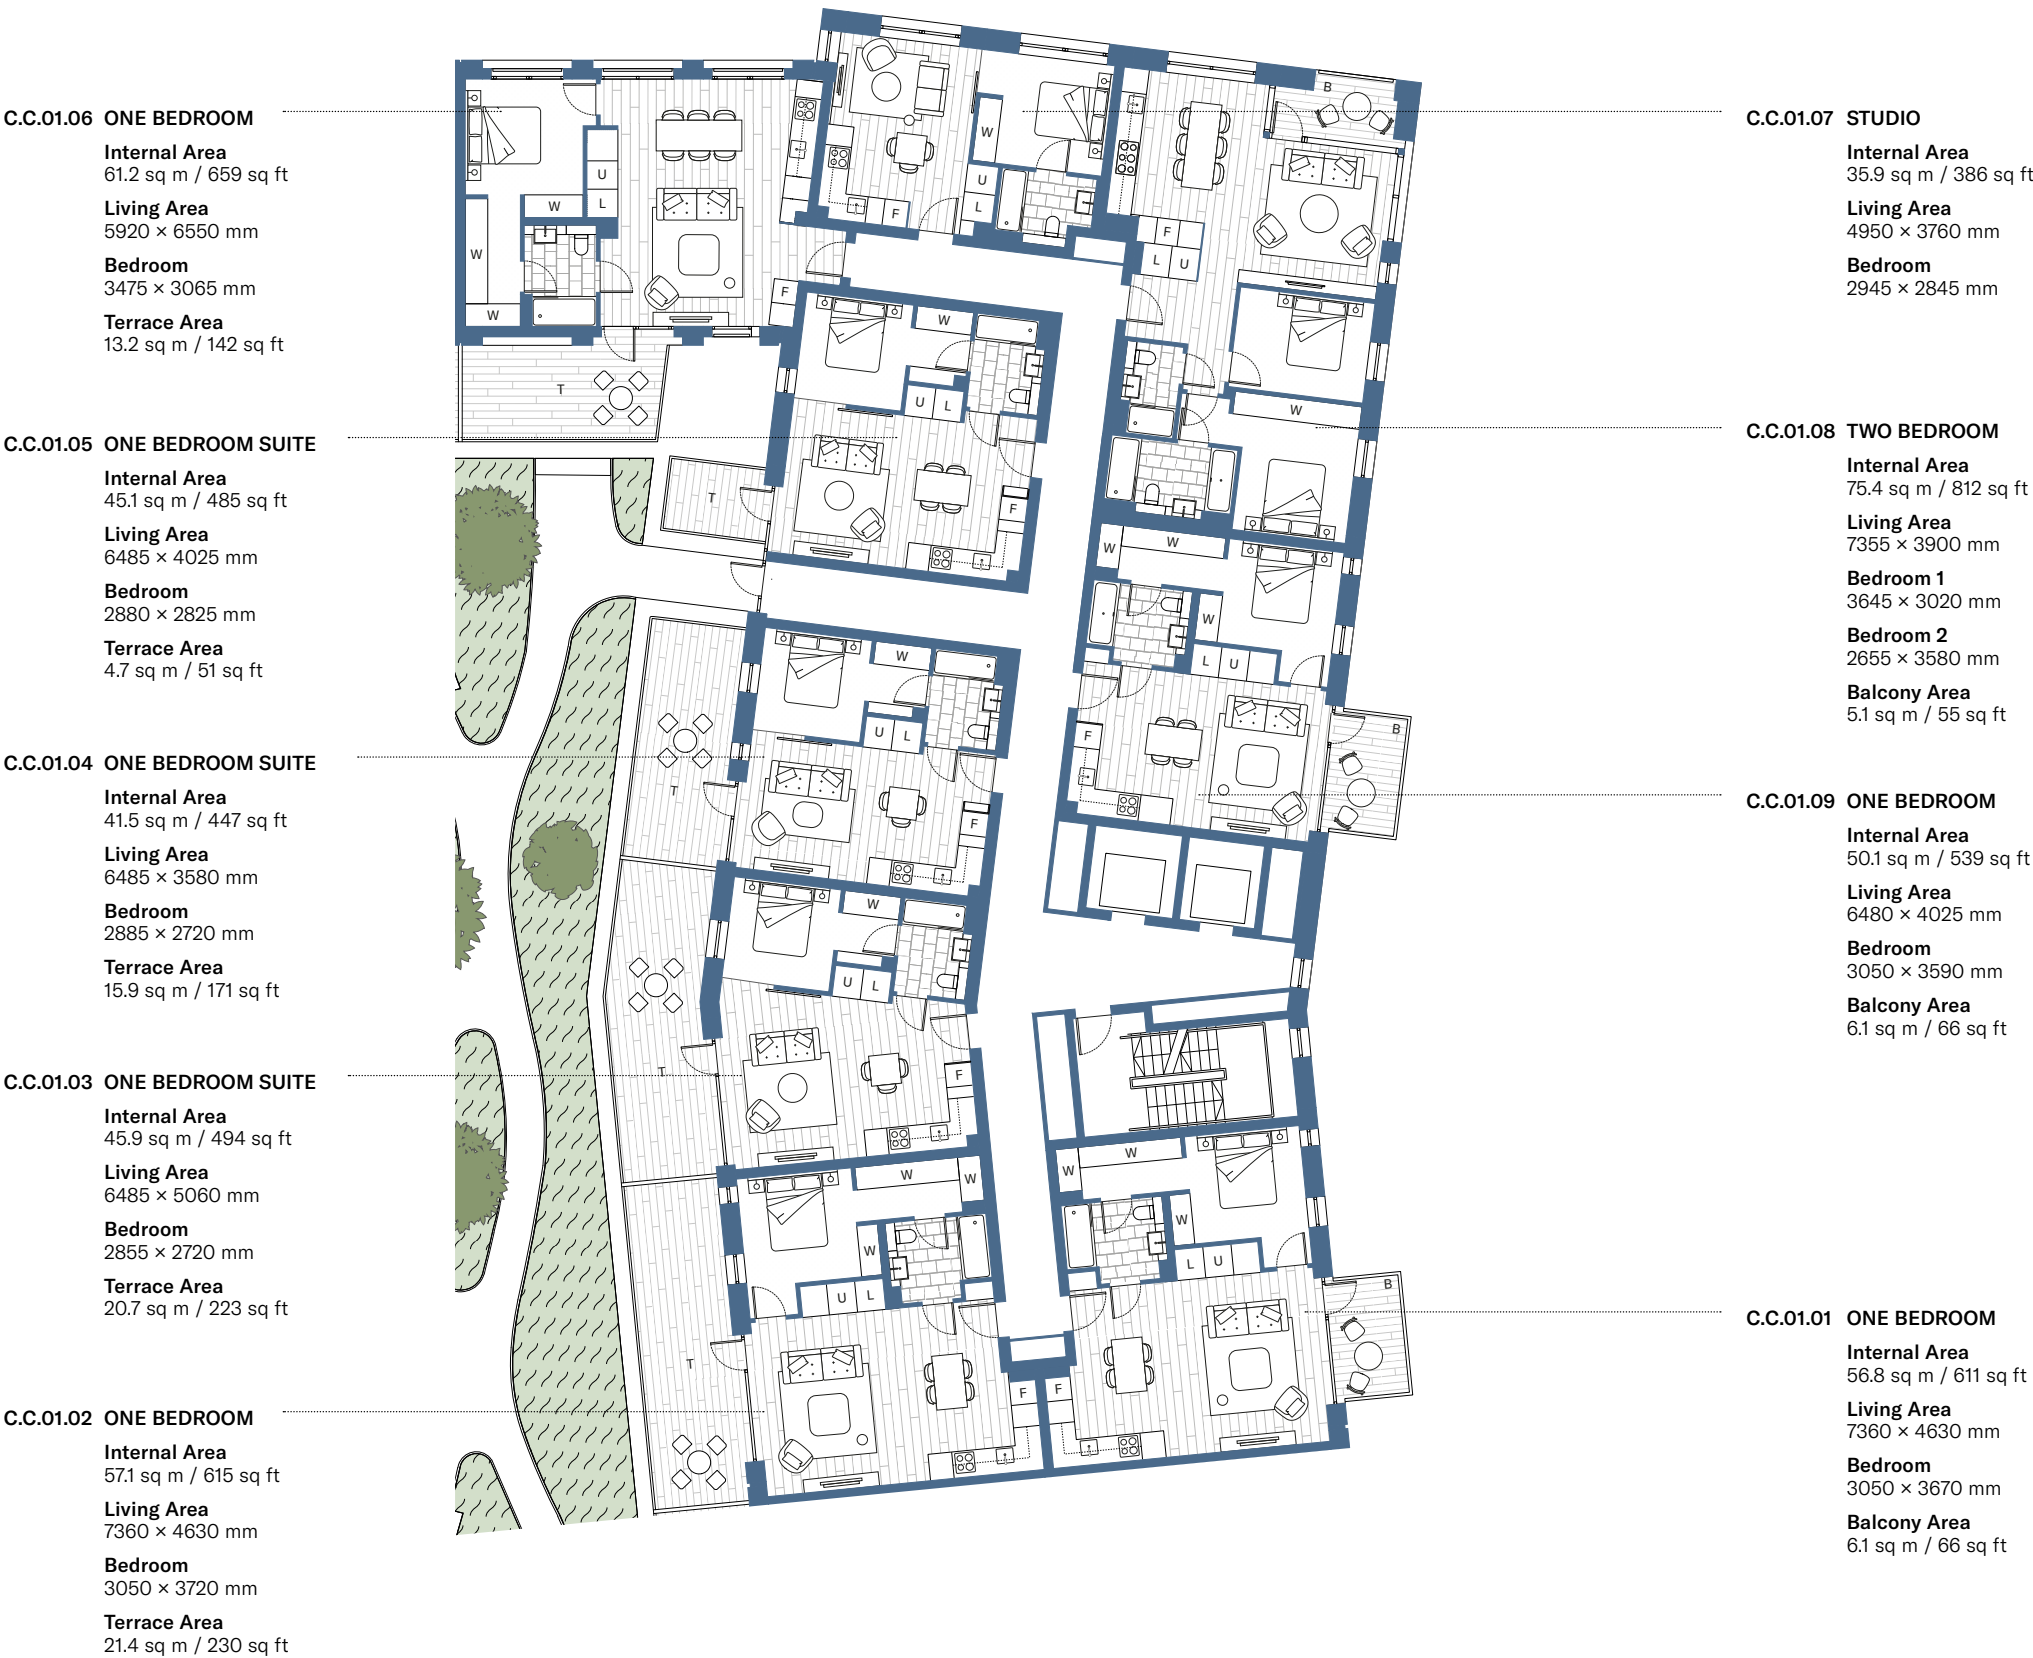 C.C.01.06 ONE BEDROOM
Internal Area
61.2 sq m / 659 sq ft
Living Area
5920 × 6550 mm
Bedroom
3475 × 3065 mm
Terrace Area
13.2 sq m / 142 sq ft
C.C.01.05 ONE BEDROOM SUITE
Internal Area
45.1 sq m / 485 sq ft
Living Area
6485 × 4025 mm
Bedroom
2880 × 2825 mm
Terrace Area
4.7 sq m / 51 sq ft
C.C.01.04 ONE BEDROOM SUITE
Internal Area
41.5 sq m / 447 sq ft
Living Area
6485 × 3580 mm
Bedroom
2885 × 2720 mm
Terrace Area
15.9 sq m / 171 sq ft
C.C.01.03 ONE BEDROOM SUITE
Internal Area
45.9 sq m / 494 sq ft
Living Area
6485 × 5060 mm
Bedroom
2855 × 2720 mm
Terrace Area
20.7 sq m / 223 sq ft
C.C.01.02 ONE BEDROOM
Internal Area
57.1 sq m / 615 sq ft
Living Area
7360 × 4630 mm
Bedroom
3050 × 3720 mm
Terrace Area
21.4 sq m / 230 sq ft
W
W
W
U
L
F
T
W
U
L
F
B
F
L U
W
W
U L
F
T
W
W
W
L U
F
B
W
U L
F
T
W
U L
F
T
W
W
W
U L
F
T
W
W
W
L U
F
B
C.C.01.07 STUDIO
Internal Area
35.9 sq m / 386 sq ft
Living Area
4950 × 3760 mm
Bedroom
2945 × 2845 mm
C.C.01.08 TWO BEDROOM
Internal Area
75.4 sq m / 812 sq ft
Living Area
7355 × 3900 mm
Bedroom 1
3645 × 3020 mm
Bedroom 2
2655 × 3580 mm
Balcony Area
5.1 sq m / 55 sq ft
C.C.01.09 ONE BEDROOM
Internal Area
50.1 sq m / 539 sq ft
Living Area
6480 × 4025 mm
Bedroom
3050 × 3590 mm
Balcony Area
6.1 sq m / 66 sq ft
C.C.01.01 ONE BEDROOM
Internal Area
56.8 sq m / 611 sq ft
Living Area
7360 × 4630 mm
Bedroom
3050 × 3670 mm
Balcony Area
6.1 sq m / 66 sq ft